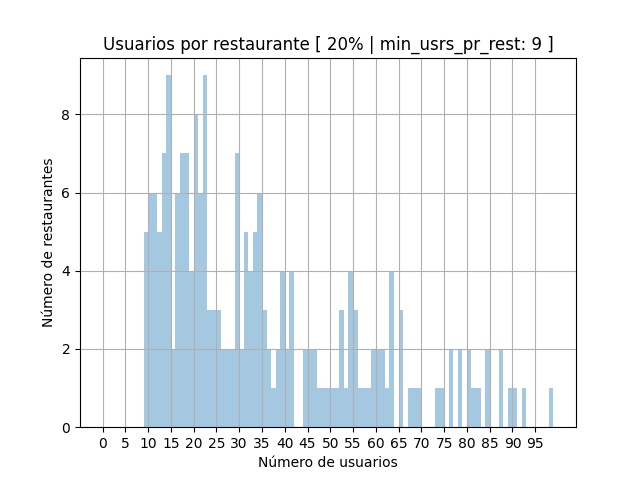 Usuarios por restaurante [ 20% | min_usrs_pr_rest: 9 ]
Número de restaurantes
8
6
4
2
0
0 5 10 15 20 25 30 35 40 45 50 55 60 65 70 75 80 85 90 95
Número de usuarios